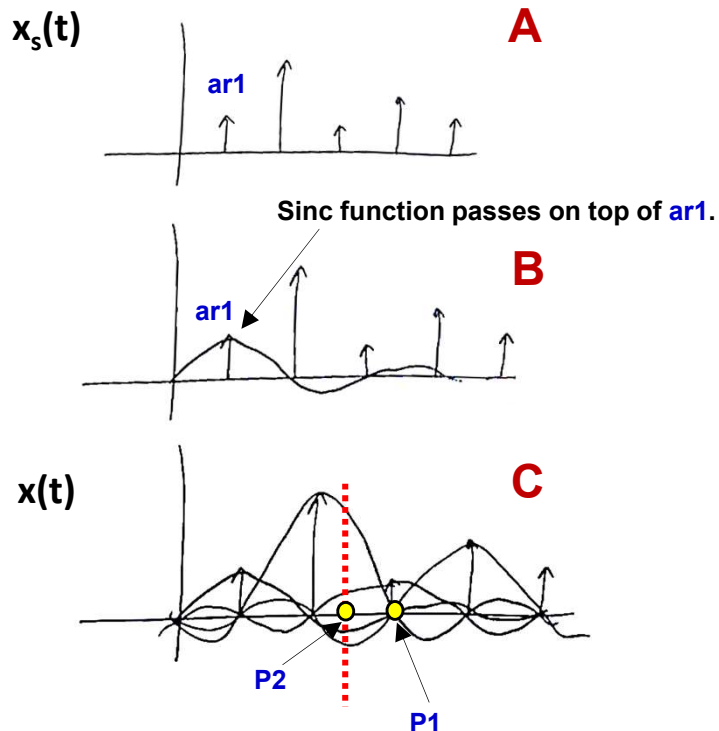 xs(t)
A
ar1
Sinc function passes on top of ar1.
B
ar1
x(t)
C
P2
P1